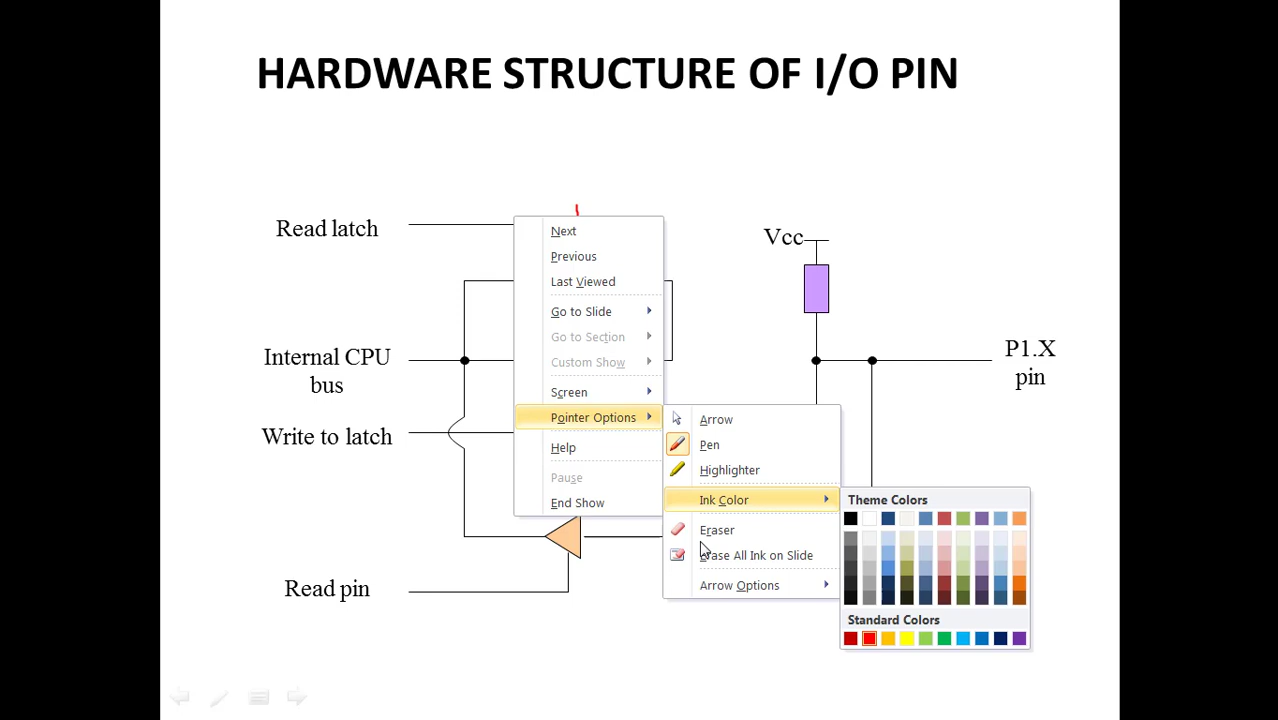 HARDWARE STRUCTURE OF I/O PIN
Read latch
Vcc
Internal CPU
bus
P1.X
pin
Write to latch
Read pin
Next
Previous
Last Viewed
Go to Slide
Go to Section
Custom Show
Screen
Pointer Options
Help
Pause
End Show
Arrow
Pen
Highlighter
Ink Color
Eraser
Erase All Ink on Slide
Arrow Options
Theme Colors
Standard Colors